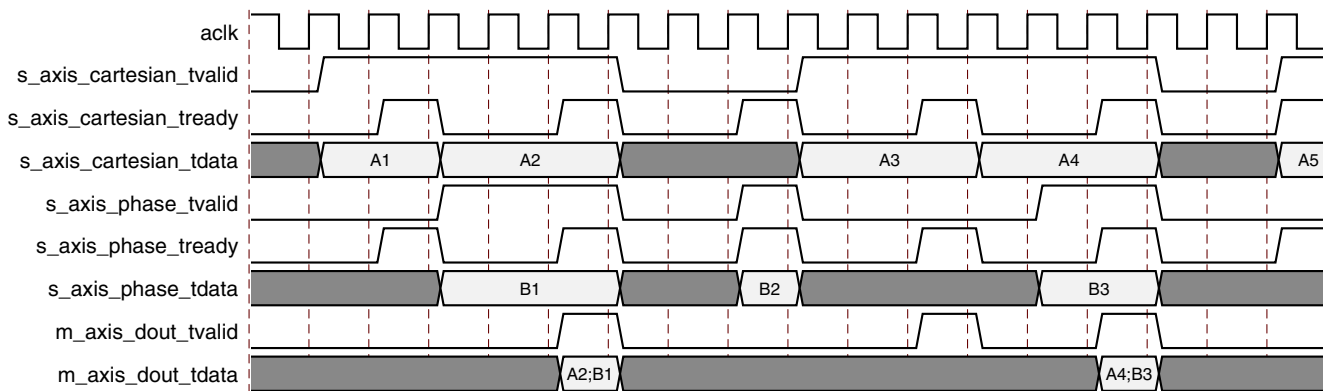 aclk
s_axis_cartesian_tvalid
s_axis_cartesian_tready
s_axis_cartesian_tdata A1 A2 A3 A4 A5
s_axis_phase_tvalid
s_axis_phase_tready
s_axis_phase_tdata B1 B2 B3
m_axis_dout_tvalid
m_axis_dout_tdata A2;B1 A4;B3